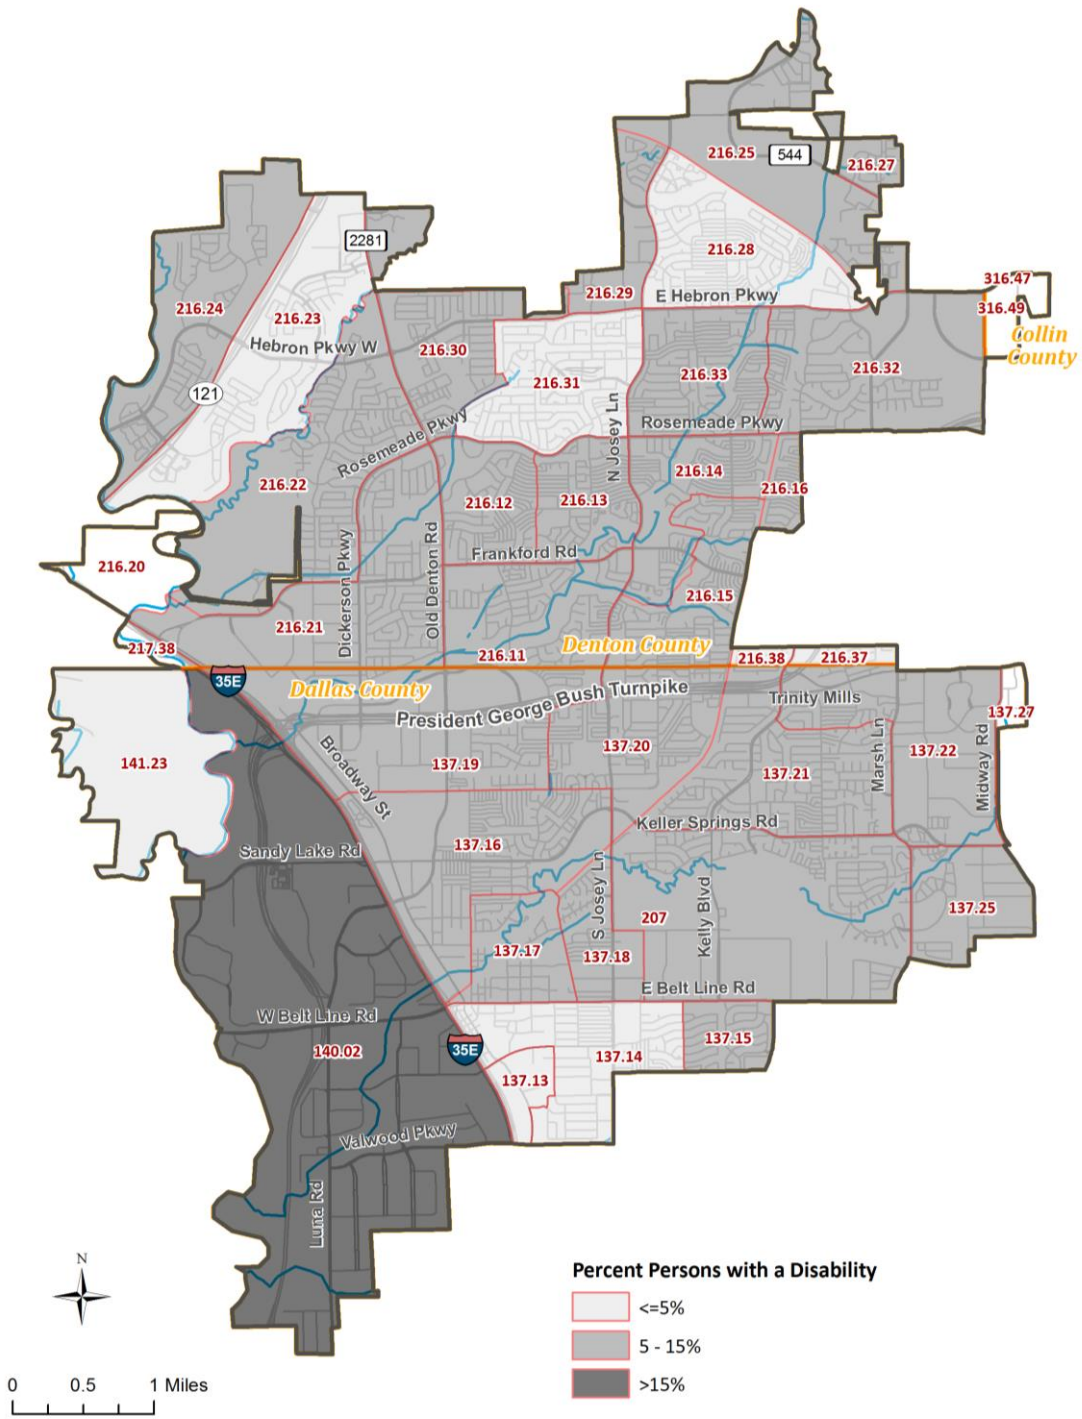 216.25
544
216.27
2281
216.28
316.47
216.29
E Hebron Pkwy
316.49
216.24
216.23
Collin
County
Hebron Pkwy W
216.30
216.31
216.33
216.32
121
N Josey Ln
Rosemeade Pkwy
Rosemeade Pkwy
216.22
216.12
216.13
216.14
216.16
Dickerson Pkwy
Old Denton Rd
Frankford Rd
216.20
216.15
216.21
217.38
216.11
Denton County
216.38
216.37
35E
Dallas County
President George Bush Turnpike
Trinity Mills
137.27
141.23
Broadway St
137.19
137.20
137.21
Marsh Ln
137.22
Midway Rd
Keller Springs Rd
137.16
Sandy Lake Rd
S Josey Ln
207
Kelly Blvd
137.25
137.17
137.18
E Belt Line Rd
W Belt Line Rd
140.02
35E
137.13
137.14
137.15
Valwood Pkwy
Luna Rd
N
Percent Persons with a Disability
<=5%
5 - 15%
>15%
0 0.5 1 Miles